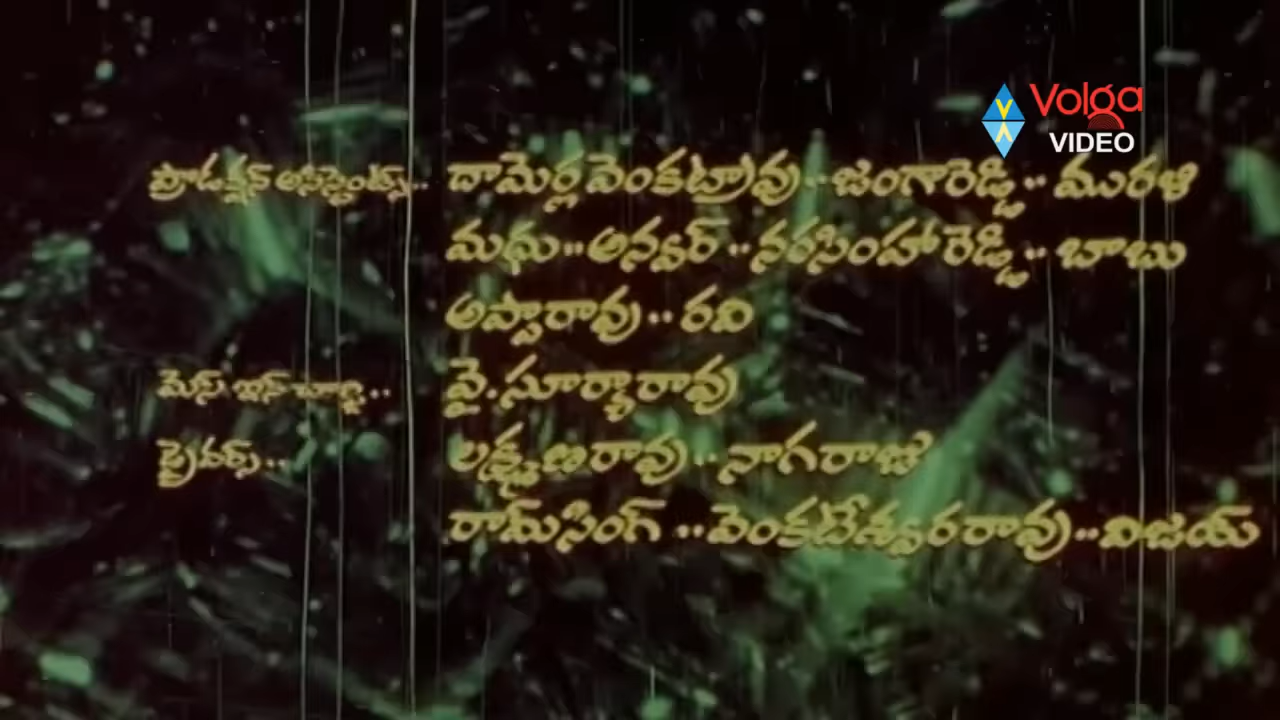 Volga
VIDEO
ప్రొడక్షన్ అసిస్టెంట్స్.. దామెర్ల వెంకట్రావు..జంగారెడ్డి..మురళి
మధు..అన్వర్..నరసింహారెడ్డి..బాబు
అప్పారావు..రవి
మెస్ ఇన్ చార్జి.. వై.సూర్యారావు
డ్రైవర్స్.. లక్ష్మణరావు..నాగరాజు
రామ్‌సింగ్..వెంకటేశ్వరరావు..విజయ్